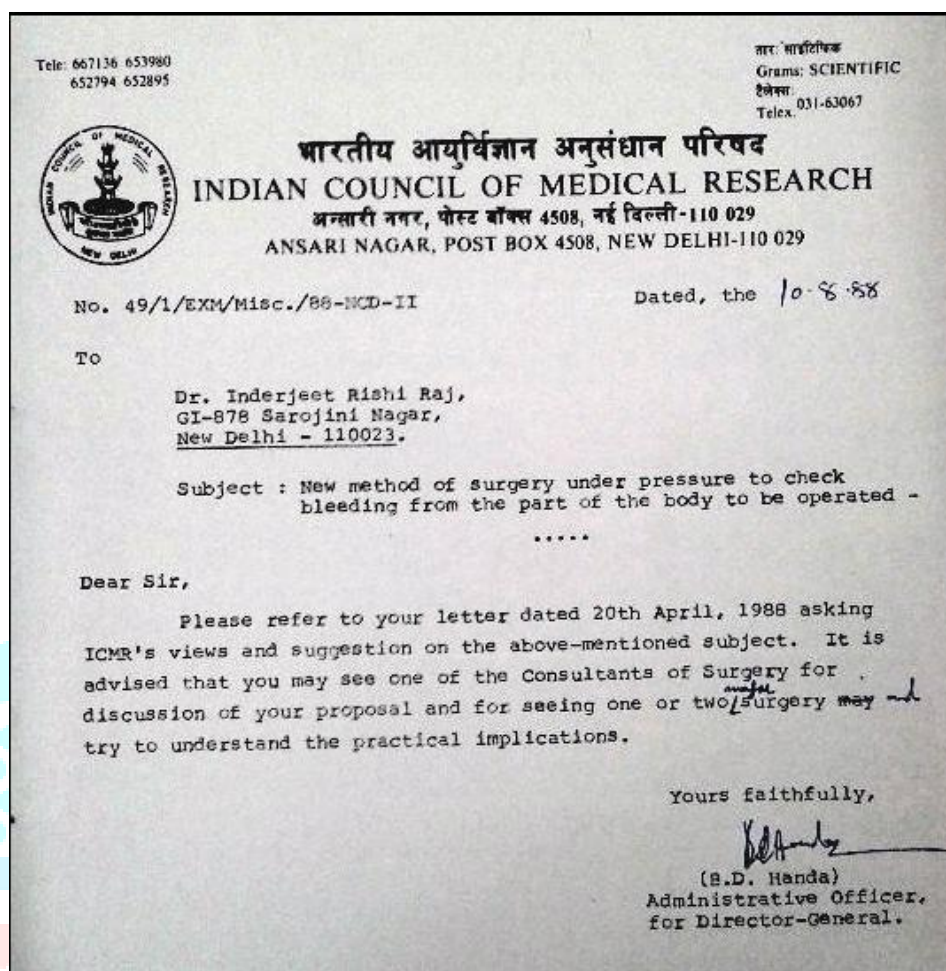 Tele: 667136 653980
652794 652895
तार: साइंटिफिक
Grams: SCIENTIFIC
टैलेक्स:
Telex. 031-63067
INDIAN COUNCIL OF MEDICAL RESEARCH
NEW DELHI
भारतीय आयुर्विज्ञान अनुसंधान परिषद
INDIAN COUNCIL OF MEDICAL RESEARCH
अन्सारी नगर, पोस्ट बॉक्स 4508, नई दिल्ली-110 029
ANSARI NAGAR, POST BOX 4508, NEW DELHI-110 029
No. 49/1/EXM/Misc./88-NCD-II
Dated, the 10-8-88
To
Dr. Inderjeet Rishi Raj,
GI-878 Sarojini Nagar,
New Delhi - 110023.
Subject : New method of surgery under pressure to check
bleeding from the part of the body to be operated -
.....
Dear Sir,
Please refer to your letter dated 20th April, 1988 asking
ICMR's views and suggestion on the above-mentioned subject. It is
advised that you may see one of the Consultants of Surgery for
discussion of your proposal and for seeing one or two major surgery may and
try to understand the practical implications.
Yours faithfully,
(B.D. Handa)
Administrative Officer,
for Director-General.